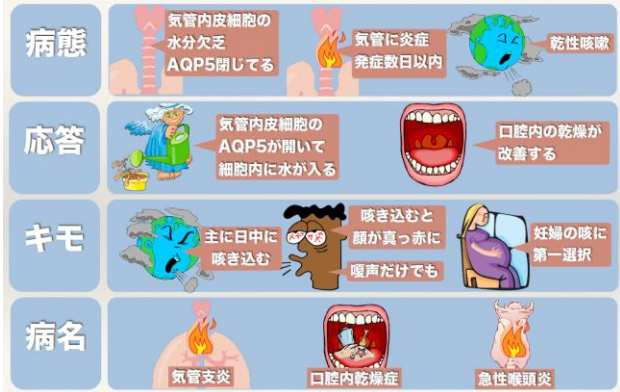 病態
気管内皮細胞の
水分欠乏
AQP5閉じてる
気管に炎症
発症数日以内
乾性咳嗽
応答
気管内皮細胞の
AQP5が開いて
細胞内に水が入る
口腔内の乾燥が
改善する
キモ
主に日中に
咳き込む
咳き込むと
顔が真っ赤に
嗄声だけでも
妊婦の咳に
第一選択
病名
気管支炎
口腔内乾燥症
急性喉頭炎